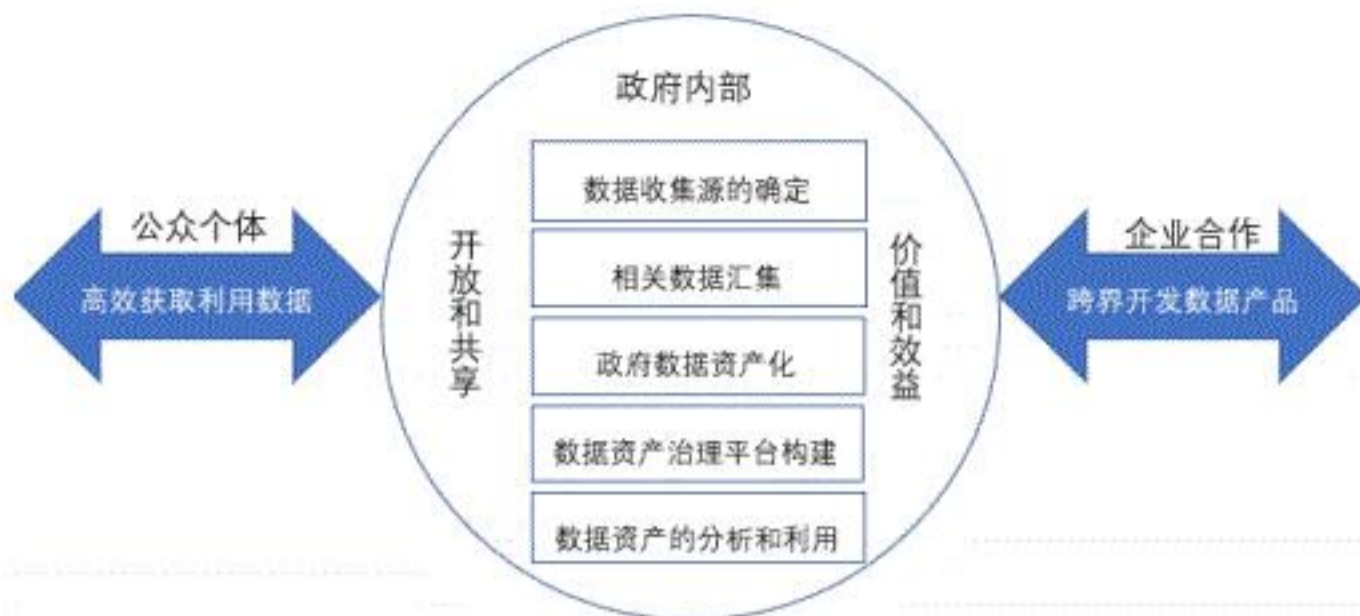 政府内部
数据收集源的确定
公众个体
高效获取利用数据
开放和共享
相关数据汇集
政府数据资产化
数据资产治理平台构建
数据资产的分析和利用
价值和效益
企业合作
跨界开发数据产品